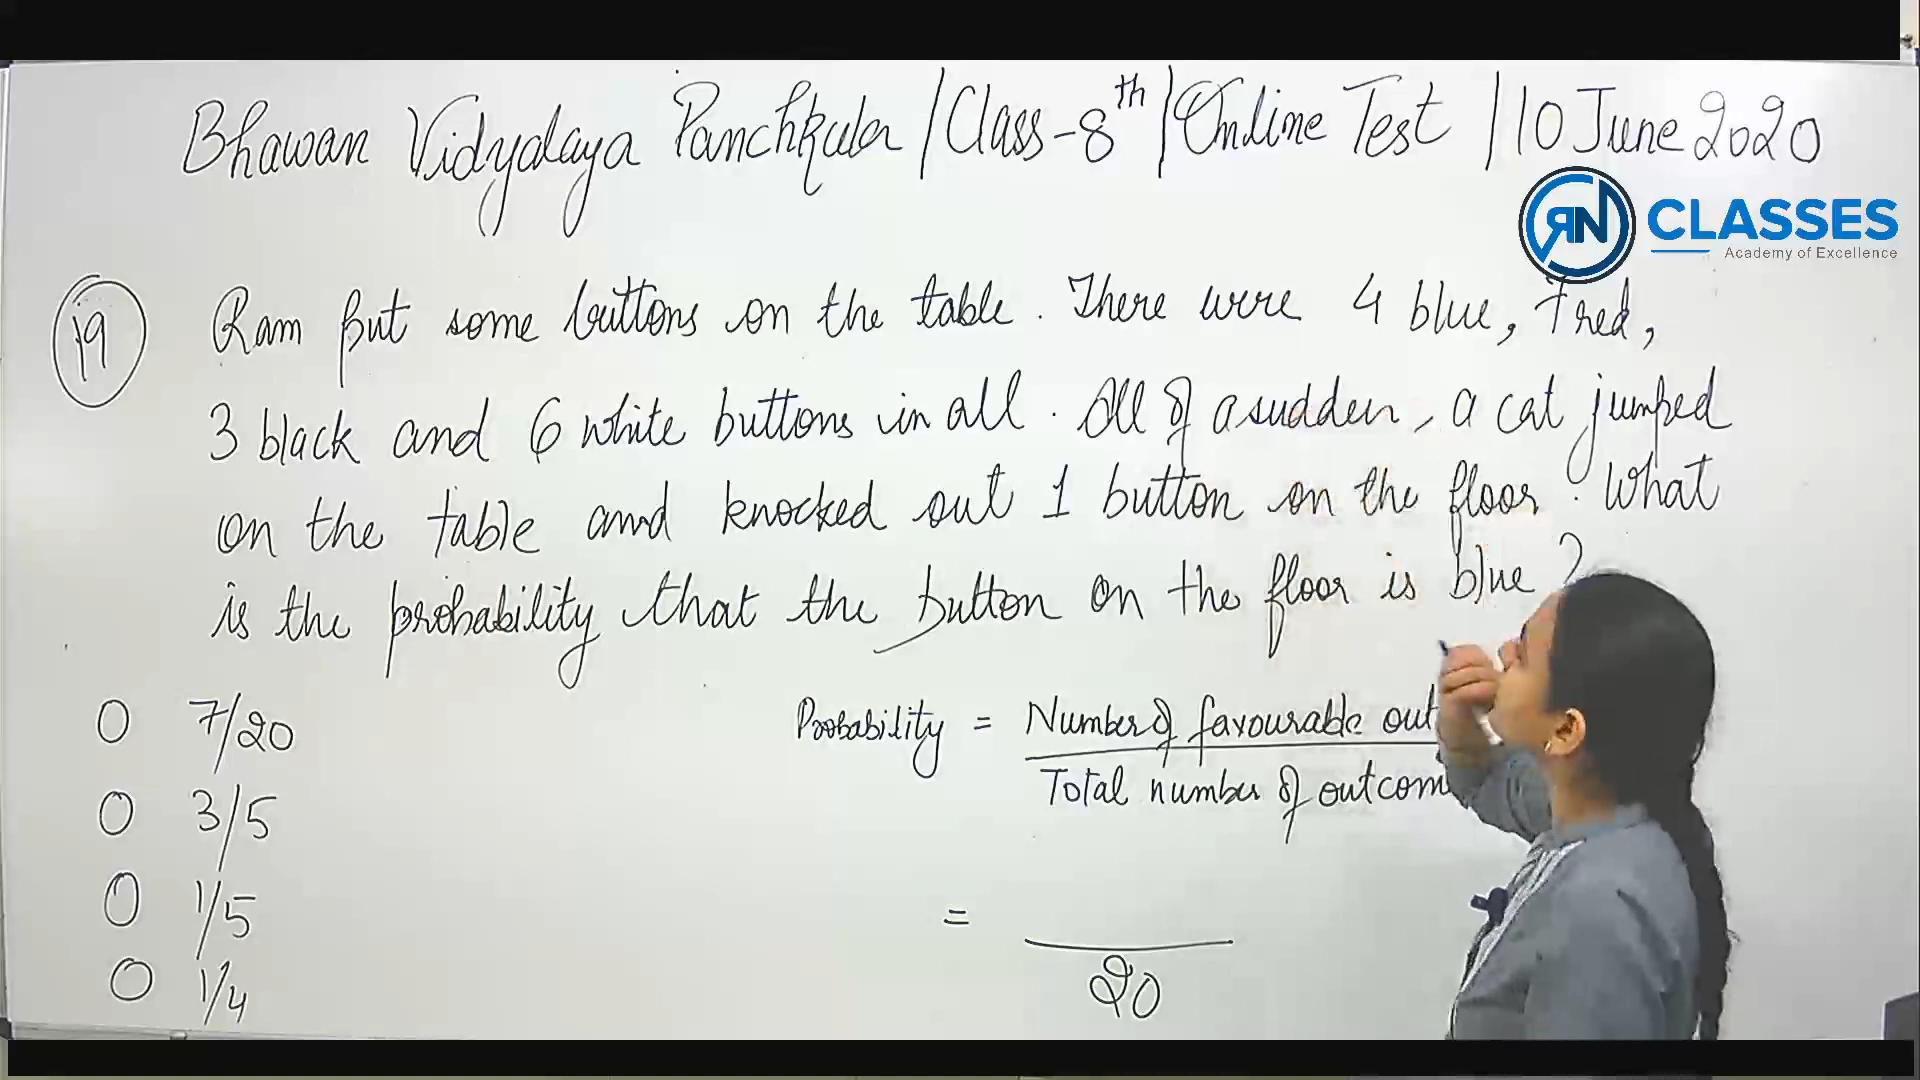 Bhawan Vidyalaya Panchkula / Class - 8th / Online Test / 10 June 2020
RN CLASSES
Academy of Excellence
19 Ram put some buttons on the table. There were 4 blue, 7 red,
3 black and 6 white buttons in all. All of a sudden, a cat jumped
on the table and knocked out 1 button on the floor. What
is the probability that the button on the floor is blue?
7/20
3/5
1/5
1/4
Probability = Number of favourable out
Total number of outcom
=
20